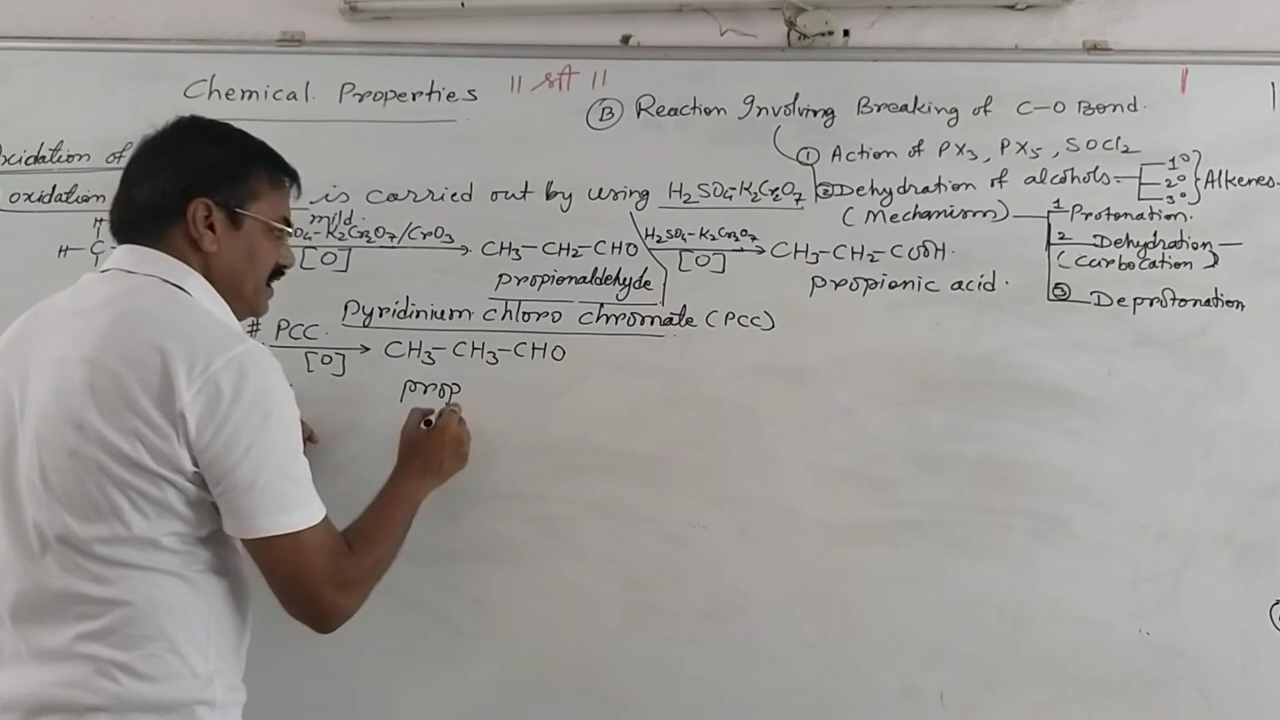 Chemical Properties
xidation of
oxidation is carried out by using H₂SO₄-K₂Cr₂O₇
H
H-C
mild.
O₄-K₂Cr₂O₇/CrO₃
[O]
CH₃-CH₂-CHO
H₂SO₄-K₂Cr₂O₇
[O]
CH₃-CH₂-COOH.
propionaldehyde
propionic acid.
Pyridinium chloro chromate (PCC)
# PCC.
[O]
CH₃-CH₃-CHO
prop
(B) Reaction Involving Breaking of C-O Bond.
(1) Action of PX₃, PX₅, SOCl₂
(2) Dehydration of alcohols 1° 2° 3° } Alkenes.
(Mechanism)
1 Protonation.
2 Dehydration -
(Carbocation)
(3) Deprotonation